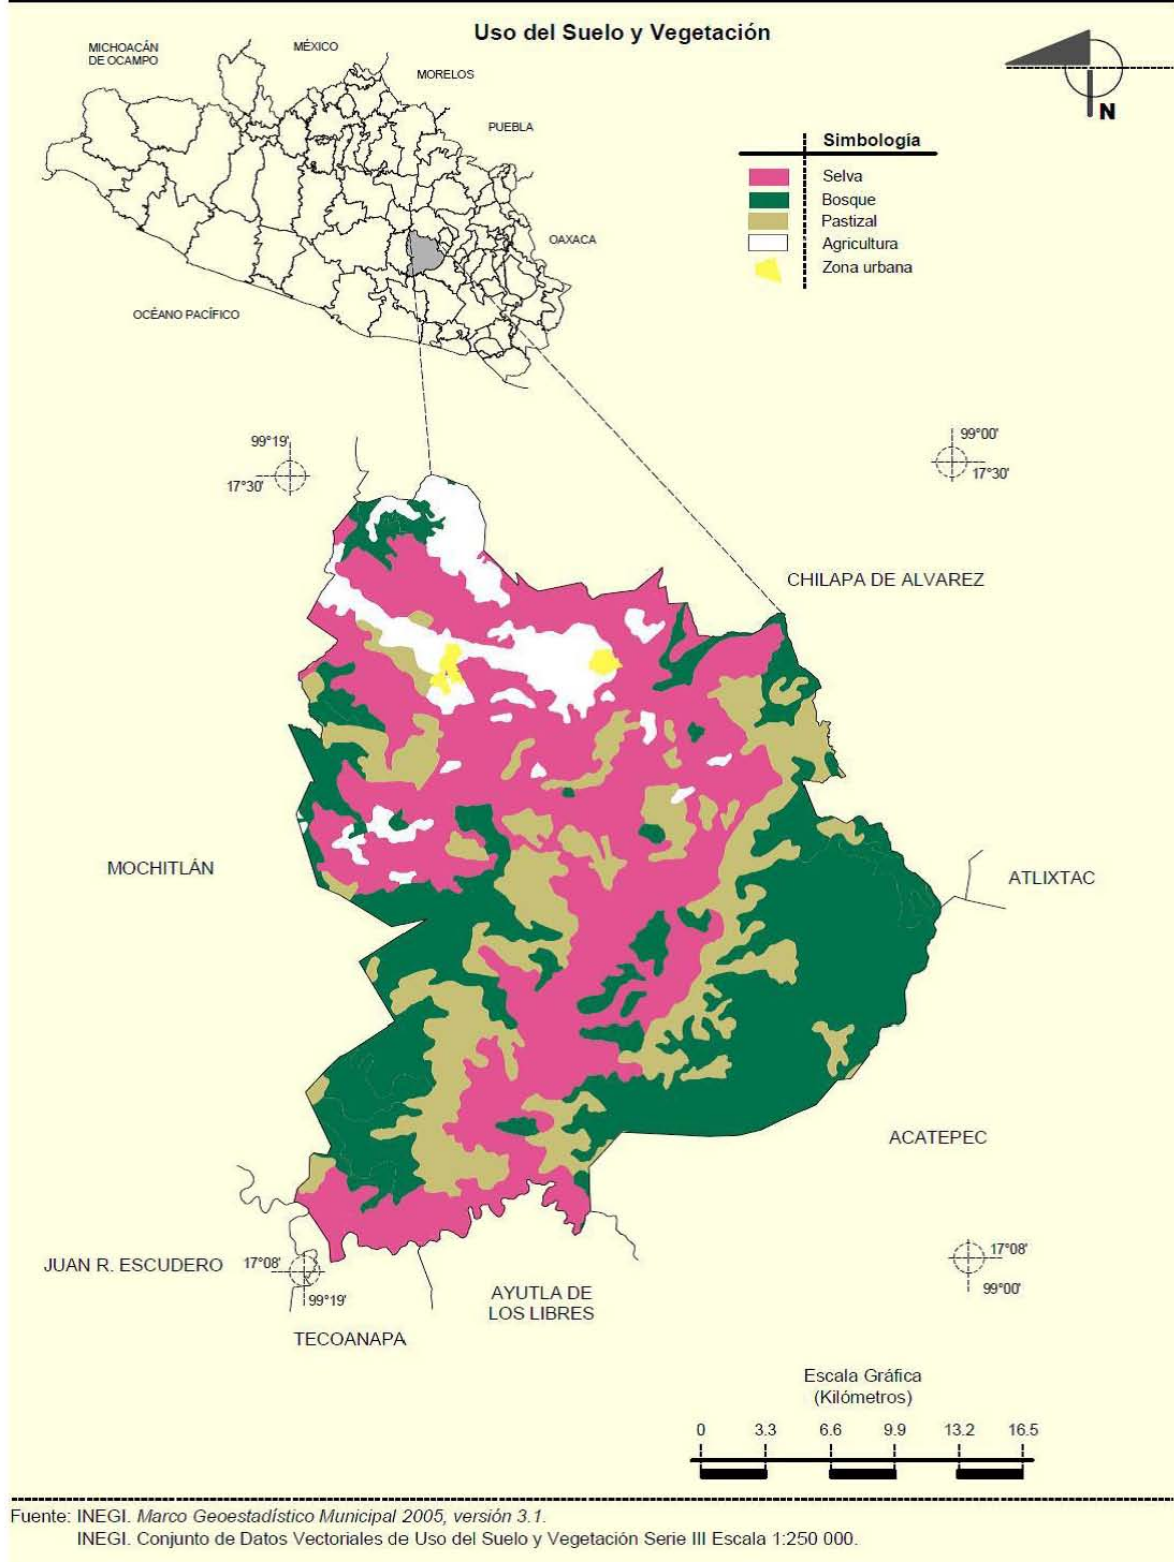 Uso del Suelo y Vegetación
MICHOACÁN
DE OCAMPO
MÉXICO
MORELOS
PUEBLA
OAXACA
OCÉANO PACÍFICO
N
Simbología
Selva
Bosque
Pastizal
Agricultura
Zona urbana
99°19'
17°30'
99°00'
17°30'
CHILAPA DE ALVAREZ
MOCHITLÁN
ATLIXTAC
ACATEPEC
JUAN R. ESCUDERO
17°08'
99°19'
17°08'
99°00'
AYUTLA DE
LOS LIBRES
TECOANAPA
Escala Gráfica
(Kilómetros)
0 3.3 6.6 9.9 13.2 16.5
Fuente: INEGI. Marco Geoestadístico Municipal 2005, versión 3.1.
INEGI. Conjunto de Datos Vectoriales de Uso del Suelo y Vegetación Serie III Escala 1:250 000.